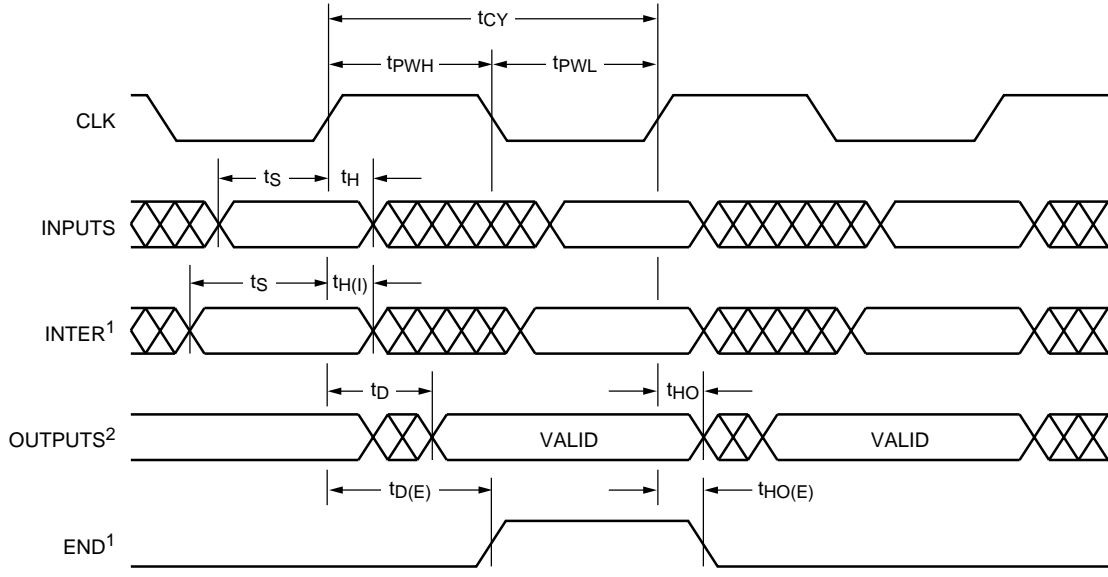 tCY
tPWH tPWL
CLK
tS tH
INPUTS
tS tH(I)
INTER1
tD tHO
OUTPUTS2 VALID VALID
tD(E) tHO(E)
END1